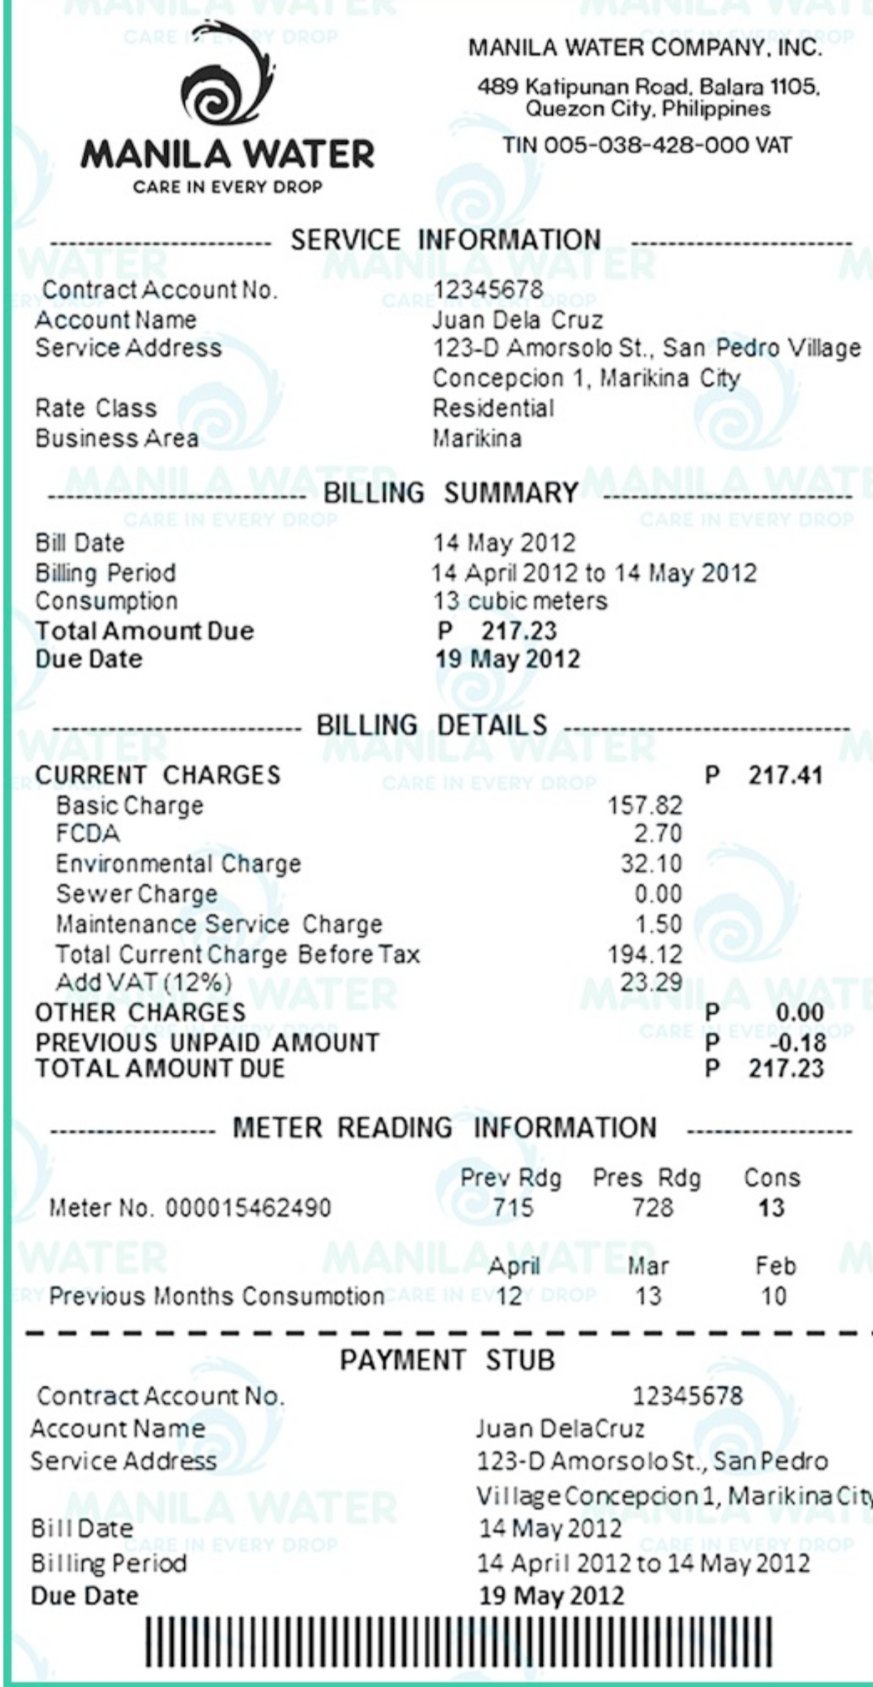 MANILA WATER
CARE IN EVERY DROP
MANILA WATER COMPANY, INC.
489 Katipunan Road, Balara 1105,
Quezon City, Philippines
TIN 005-038-428-000 VAT
SERVICE INFORMATION
Contract Account No. 12345678
Account Name Juan Dela Cruz
Service Address 123-D Amorsolo St., San Pedro Village
Concepcion 1, Marikina City
Rate Class Residential
Business Area Marikina
BILLING SUMMARY
Bill Date 14 May 2012
Billing Period 14 April 2012 to 14 May 2012
Consumption 13 cubic meters
Total Amount Due P 217.23
Due Date 19 May 2012
BILLING DETAILS
CURRENT CHARGES P 217.41
Basic Charge 157.82
FCDA 2.70
Environmental Charge 32.10
Sewer Charge 0.00
Maintenance Service Charge 1.50
Total Current Charge Before Tax 194.12
Add VAT (12%) 23.29
OTHER CHARGES P 0.00
PREVIOUS UNPAID AMOUNT P -0.18
TOTAL AMOUNT DUE P 217.23
METER READING INFORMATION
Prev Rdg Pres Rdg Cons
Meter No. 000015462490 715 728 13
April Mar Feb
Previous Months Consumotion 12 13 10
PAYMENT STUB
Contract Account No. 12345678
Account Name Juan DelaCruz
Service Address 123-D Amorsolo St., San Pedro
Village Concepcion 1, Marikina City
Bill Date 14 May 2012
Billing Period 14 April 2012 to 14 May 2012
Due Date 19 May 2012